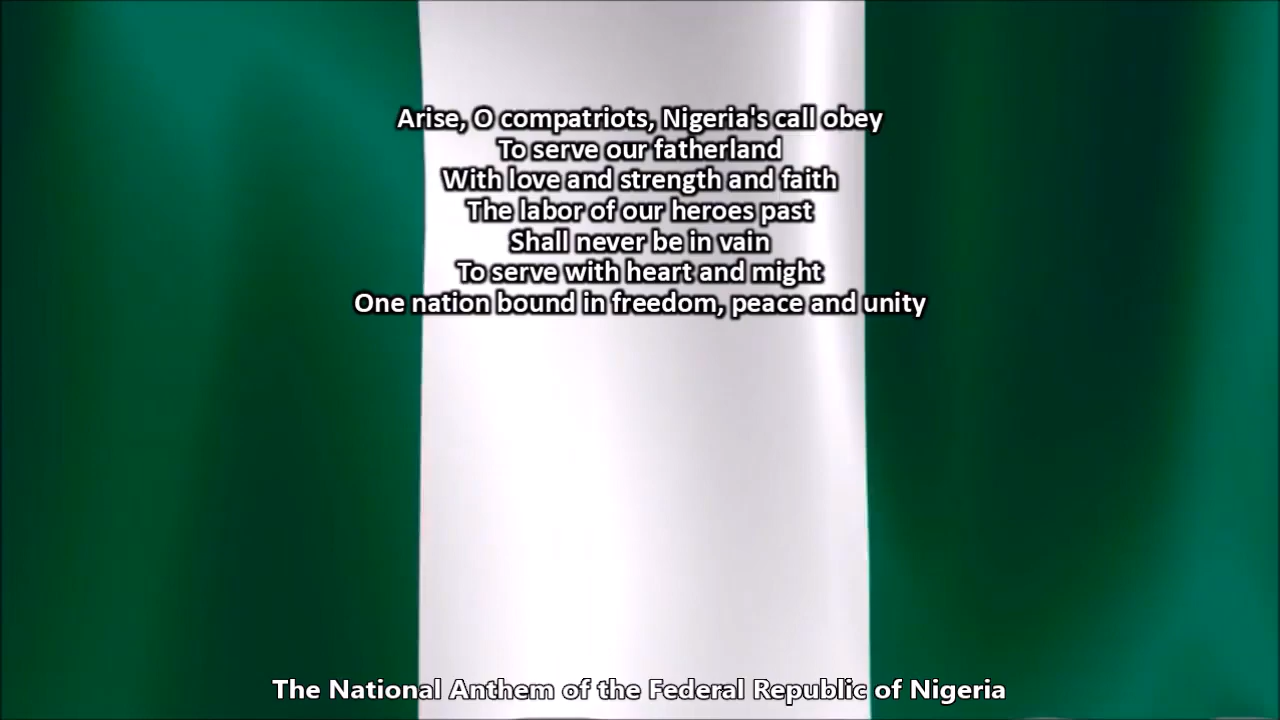 Arise, O compatriots, Nigeria's call obey
To serve our fatherland
With love and strength and faith
The labor of our heroes past
Shall never be in vain
To serve with heart and might
One nation bound in freedom, peace and unity
The National Anthem of the Federal Republic of Nigeria